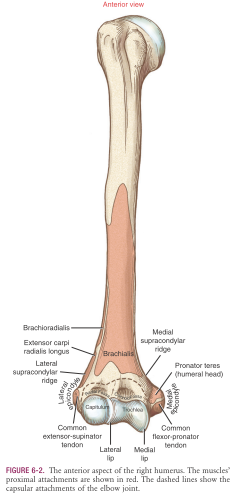 Anterior view
Brachioradialis
Extensor carpi
radialis longus
Lateral
supracondylar
ridge
Brachialis
Medial
supracondylar
ridge
Pronator teres
(humeral head)
Lateral
epicondyle
Capitulum
Trochlea
Medial
epicondyle
Common
extensor-supinator
tendon
Lateral
lip
Medial
lip
Common
flexor-pronator
tendon
FIGURE 6-2. The anterior aspect of the right humerus. The muscles'
proximal attachments are shown in red. The dashed lines show the
capsular attachments of the elbow joint.